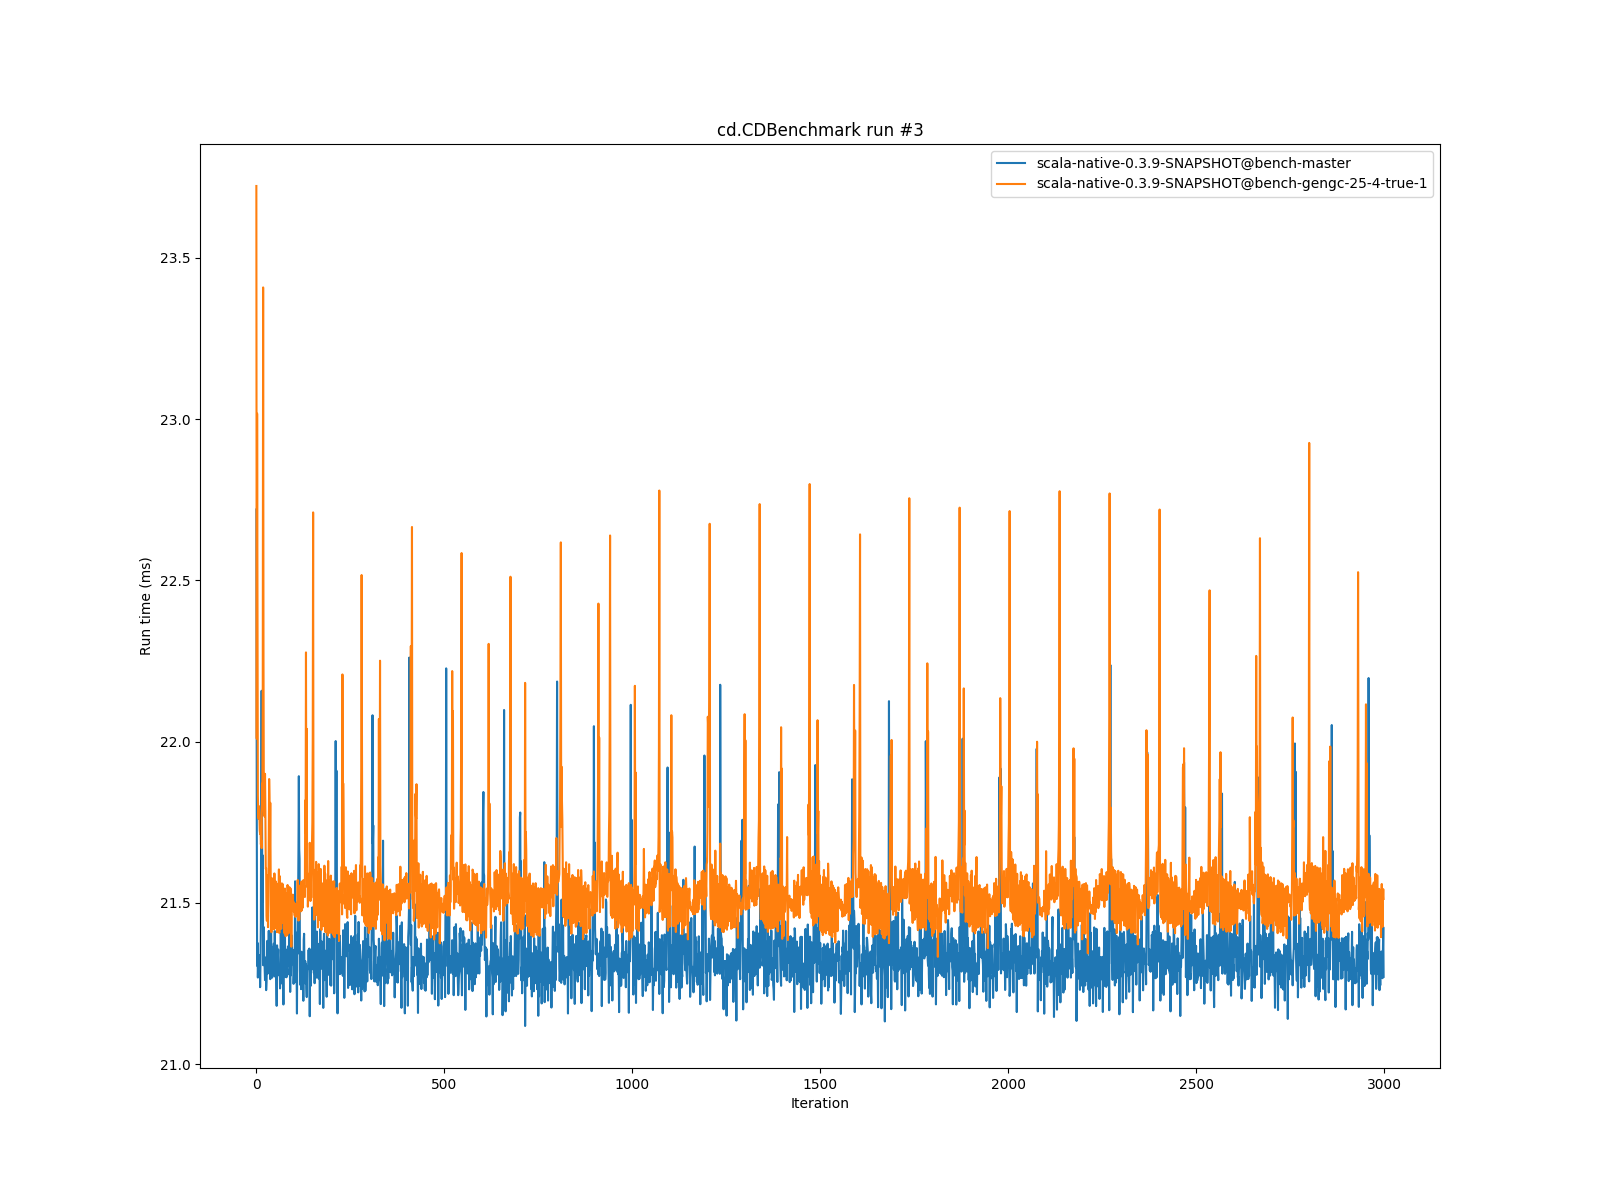 cd.CDBenchmark run #3
scala-native-0.3.9-SNAPSHOT@bench-master
scala-native-0.3.9-SNAPSHOT@bench-gengc-25-4-true-1
Run time (ms)
23.5
23.0
22.5
22.0
21.5
21.0
0
500
1000
1500
2000
2500
3000
Iteration